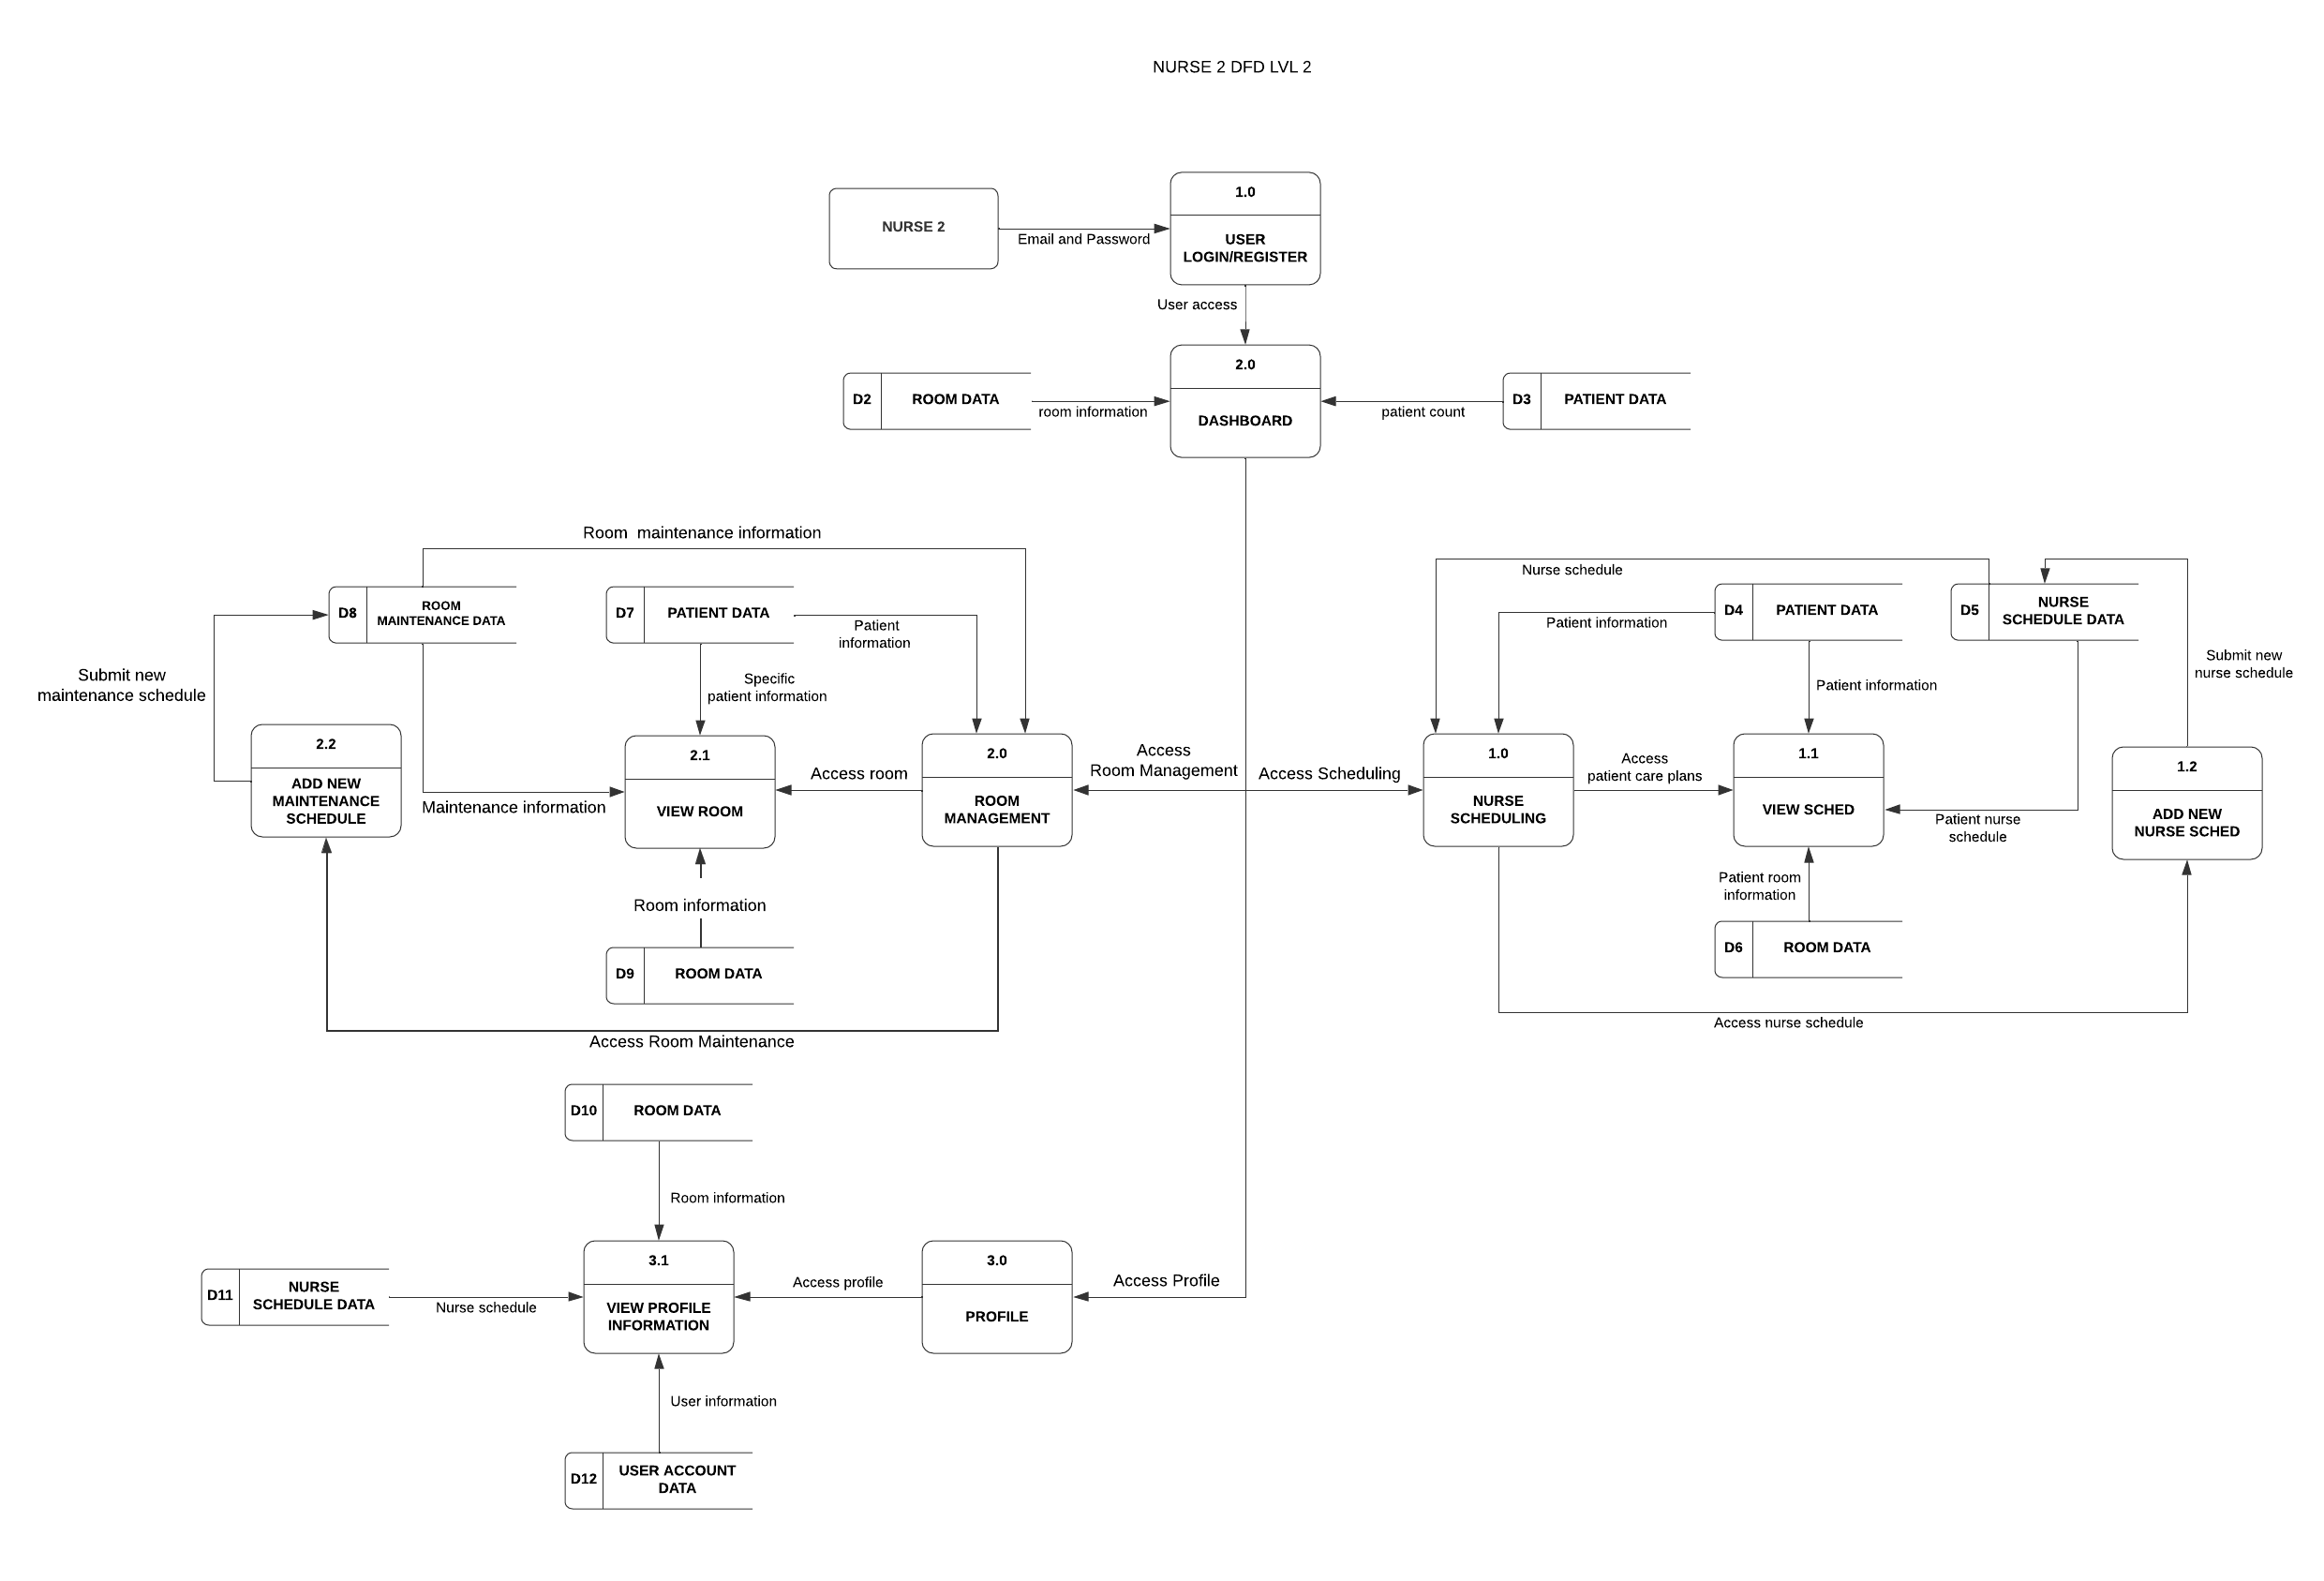 NURSE 2 DFD LVL 2
NURSE 2
Email and Password
1.0
USER
LOGIN/REGISTER
User access
D2
ROOM DATA
room information
2.0
DASHBOARD
patient count
D3
PATIENT DATA
Room  maintenance information
D8
ROOM
MAINTENANCE DATA
D7
PATIENT DATA
Patient
information
Specific
patient information
Submit new
maintenance schedule
2.2
ADD NEW
MAINTENANCE
SCHEDULE
Maintenance information
2.1
VIEW ROOM
Access room
2.0
ROOM
MANAGEMENT
Access
Room Management
Room information
D9
ROOM DATA
Access Room Maintenance
Nurse schedule
Patient information
D4
PATIENT DATA
D5
NURSE
SCHEDULE DATA
Submit new
nurse schedule
Patient information
Access Scheduling
1.0
NURSE
SCHEDULING
Access
patient care plans
1.1
VIEW SCHED
Patient nurse
schedule
1.2
ADD NEW
NURSE SCHED
Patient room
information
D6
ROOM DATA
Access nurse schedule
D10
ROOM DATA
Room information
D11
NURSE
SCHEDULE DATA
Nurse schedule
3.1
VIEW PROFILE
INFORMATION
Access profile
3.0
PROFILE
Access Profile
User information
D12
USER ACCOUNT
DATA